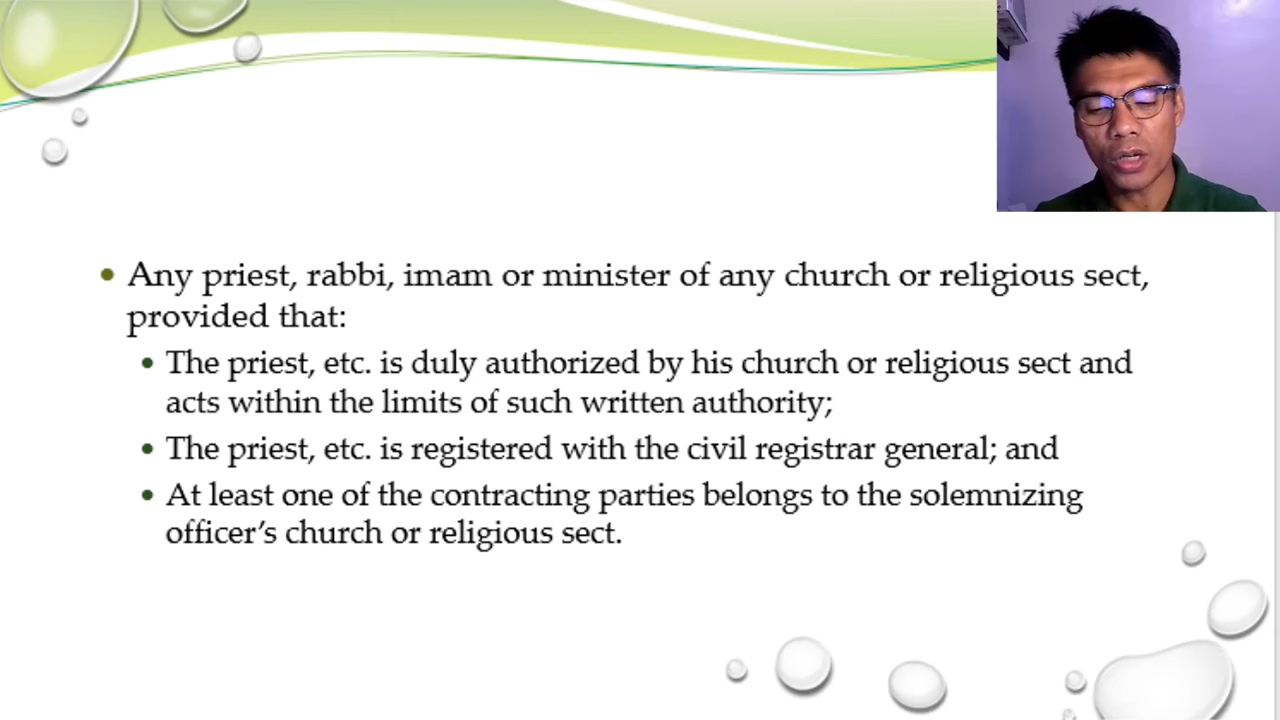 Any priest, rabbi, imam or minister of any church or religious sect,
provided that:
The priest, etc. is duly authorized by his church or religious sect and
acts within the limits of such written authority;
The priest, etc. is registered with the civil registrar general; and
At least one of the contracting parties belongs to the solemnizing
officer's church or religious sect.